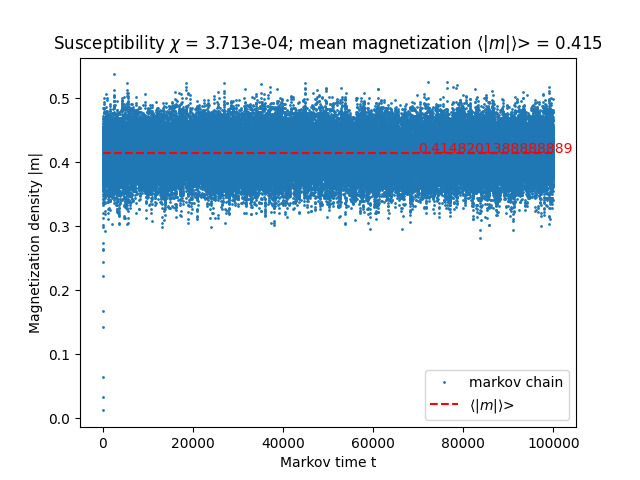 Susceptibility χ = 3.713e-04; mean magnetization ⟨|m|⟩> = 0.415
Magnetization density |m|
0.5
0.4
0.3
0.2
0.1
0.0
0.4148201388888889
markov chain
⟨|m|⟩>
0
20000
40000
60000
80000
100000
Markov time t